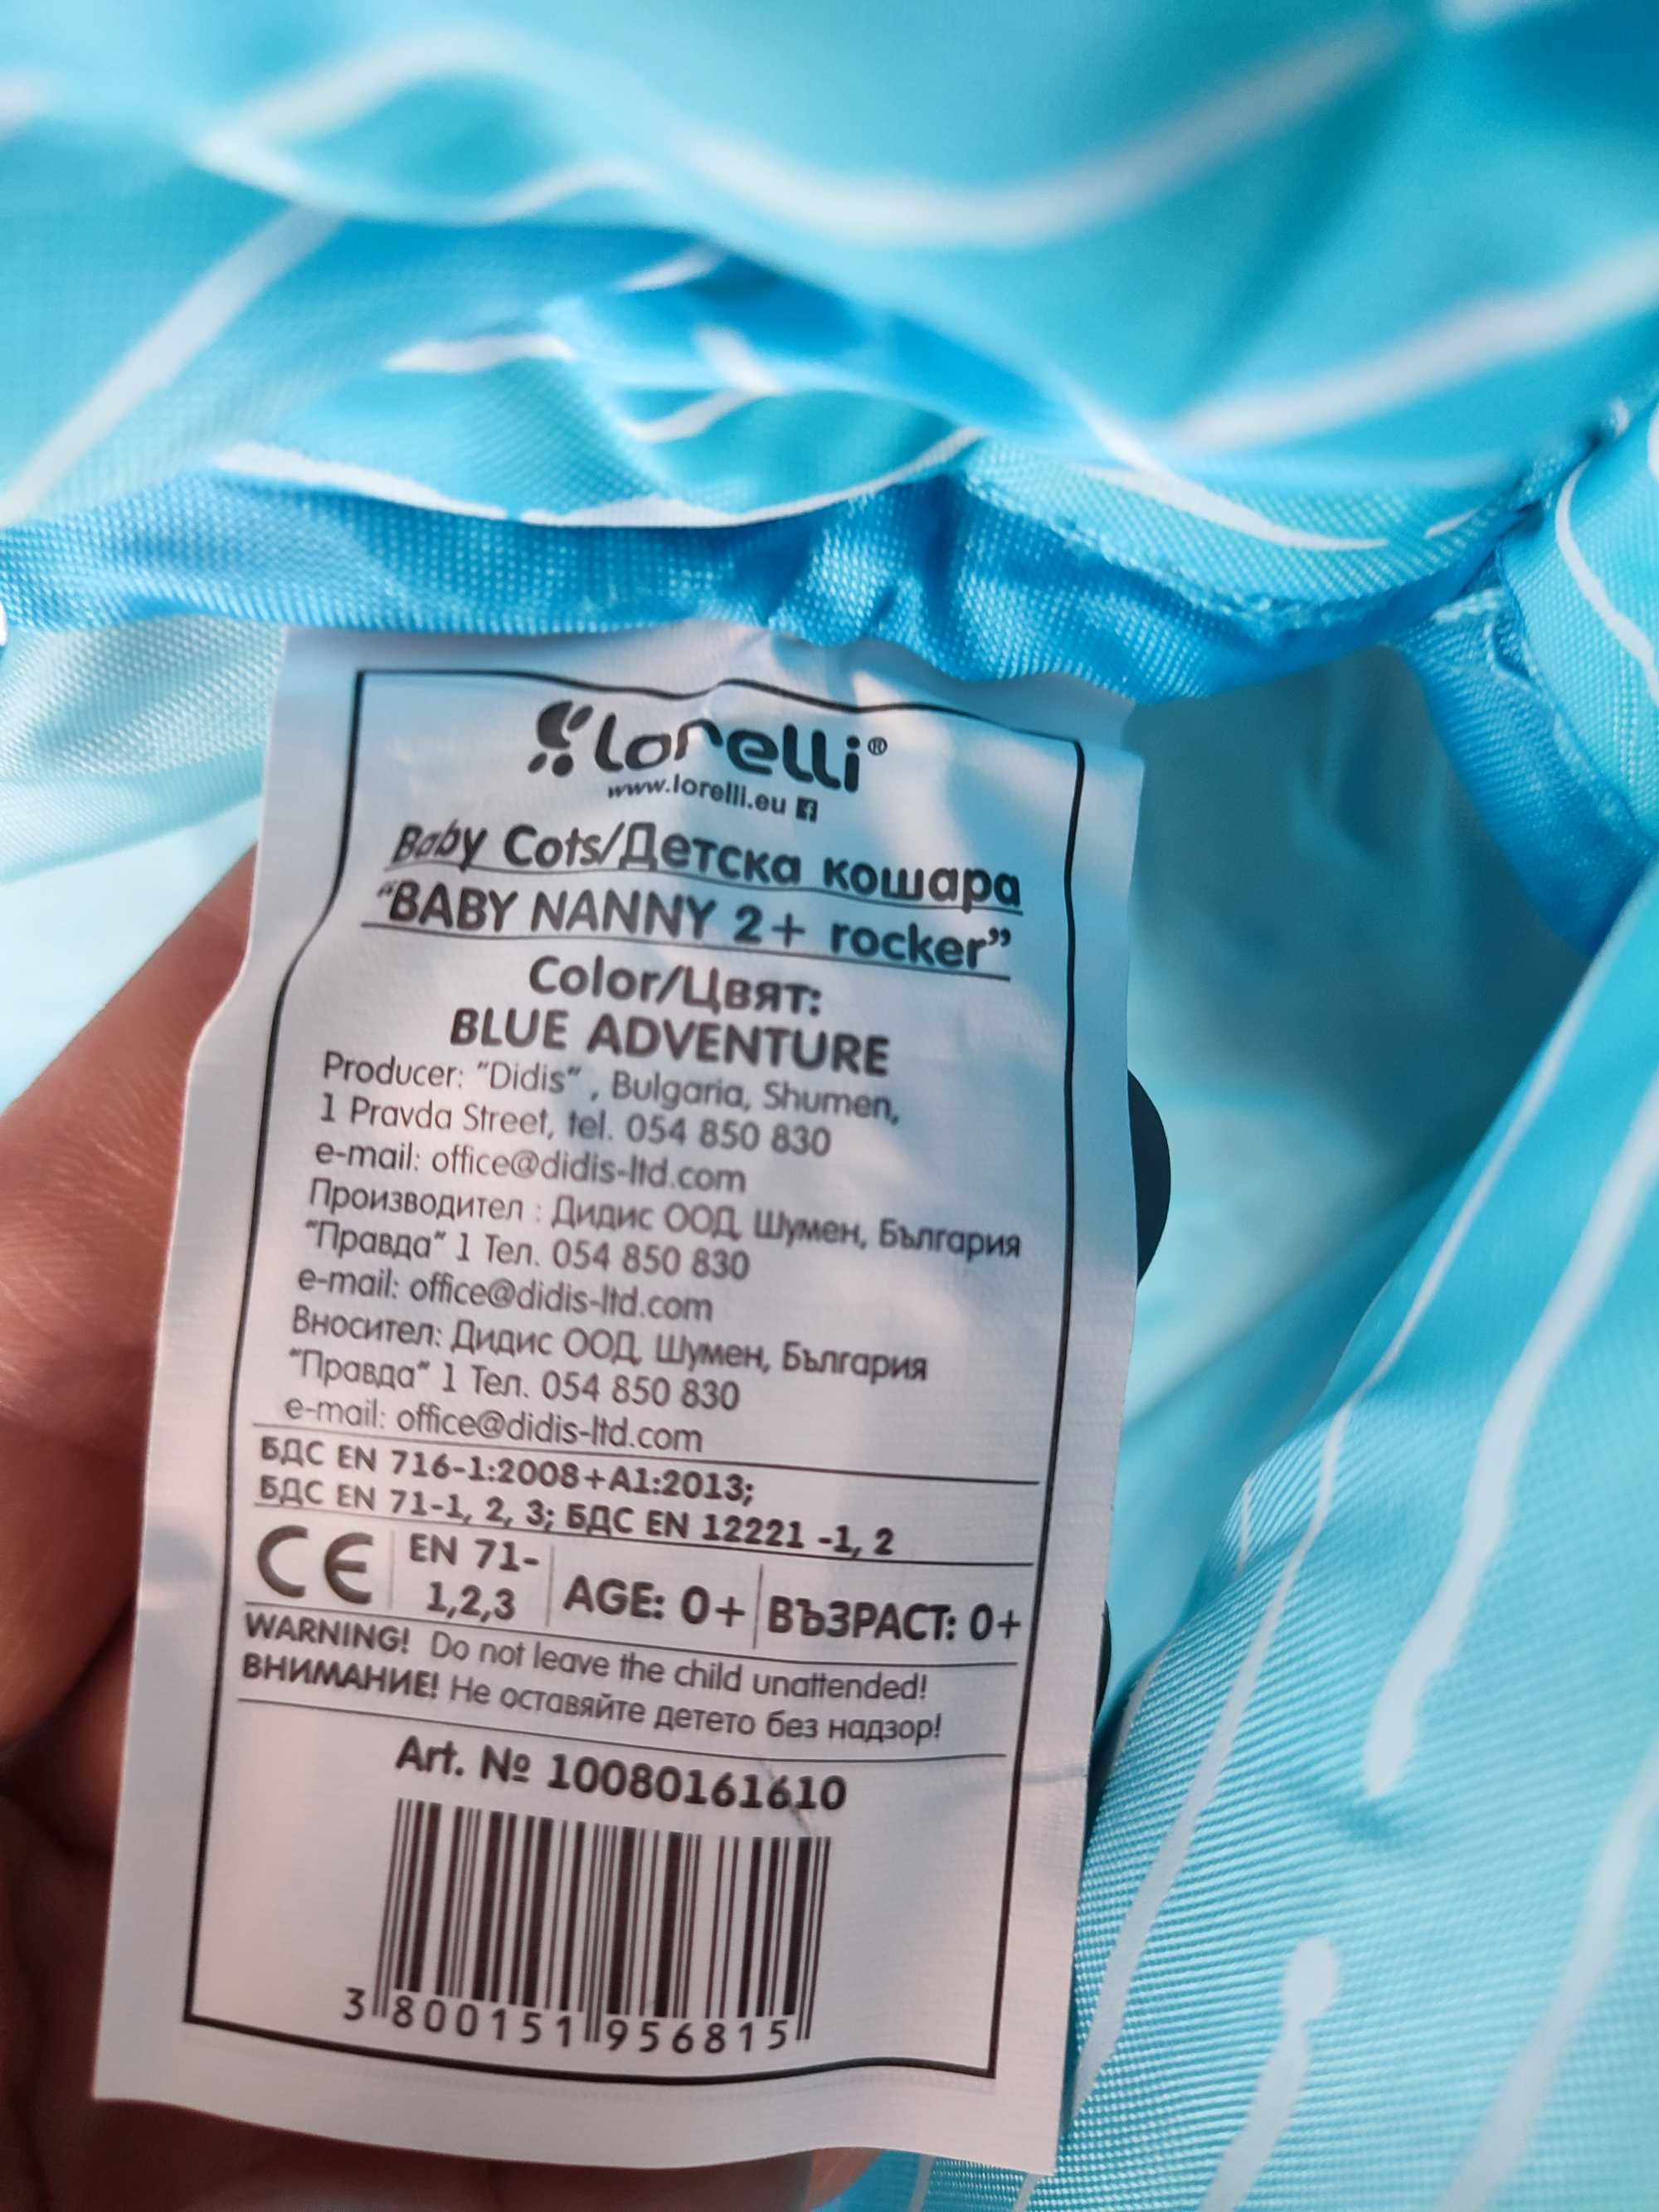 lorelli®
www.lorelli.eu
Baby Cots/Детска кошара
"BABY NANNY 2+ rocker"
Color/Цвят:
BLUE ADVENTURE
Producer: "Didis" , Bulgaria, Shumen,
1 Pravda Street, tel. 054 850 830
e-mail: office@didis-ltd.com
Производител : Дидис ООД, Шумен, България
"Правда" 1 Тел. 054 850 830
e-mail: office@didis-ltd.com
Вносител: Дидис ООД, Шумен, България
"Правда" 1 Тел. 054 850 830
e-mail: office@didis-ltd.com
БДС EN 716-1:2008+A1:2013;
БДС EN 71-1, 2, 3; БДС EN 12221 -1, 2
CE EN 71-1,2,3 AGE: 0+ ВЪЗРАСТ: 0+
WARNING! Do not leave the child unattended!
ВНИМАНИЕ! Не оставяйте детето без надзор!
Art. № 10080161610
3 800151 956815